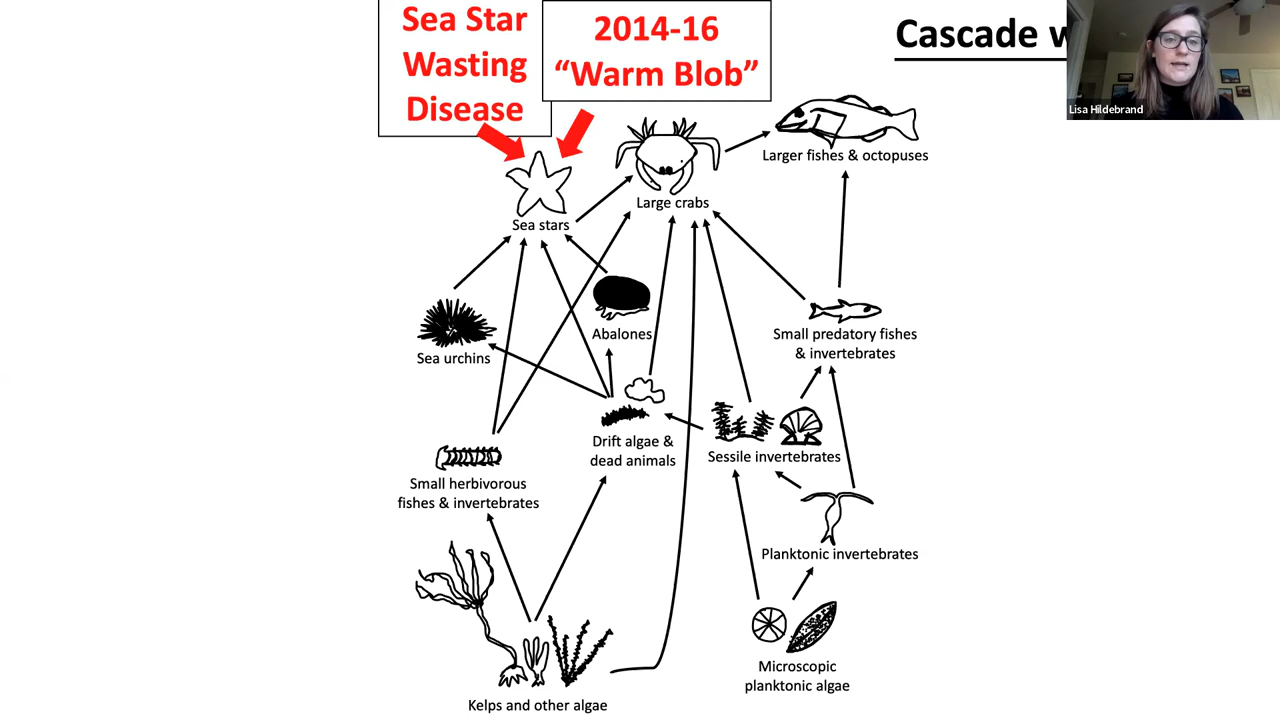 Sea Star
Wasting
Disease
2014-16
“Warm Blob”
Cascade w
Lisa Hildebrand
Larger fishes & octopuses
Large crabs
Sea stars
Abalones
Sea urchins
Small predatory fishes
& invertebrates
Drift algae &
dead animals
Sessile invertebrates
Small herbivorous
fishes & invertebrates
Planktonic invertebrates
Microscopic
planktonic algae
Kelps and other algae